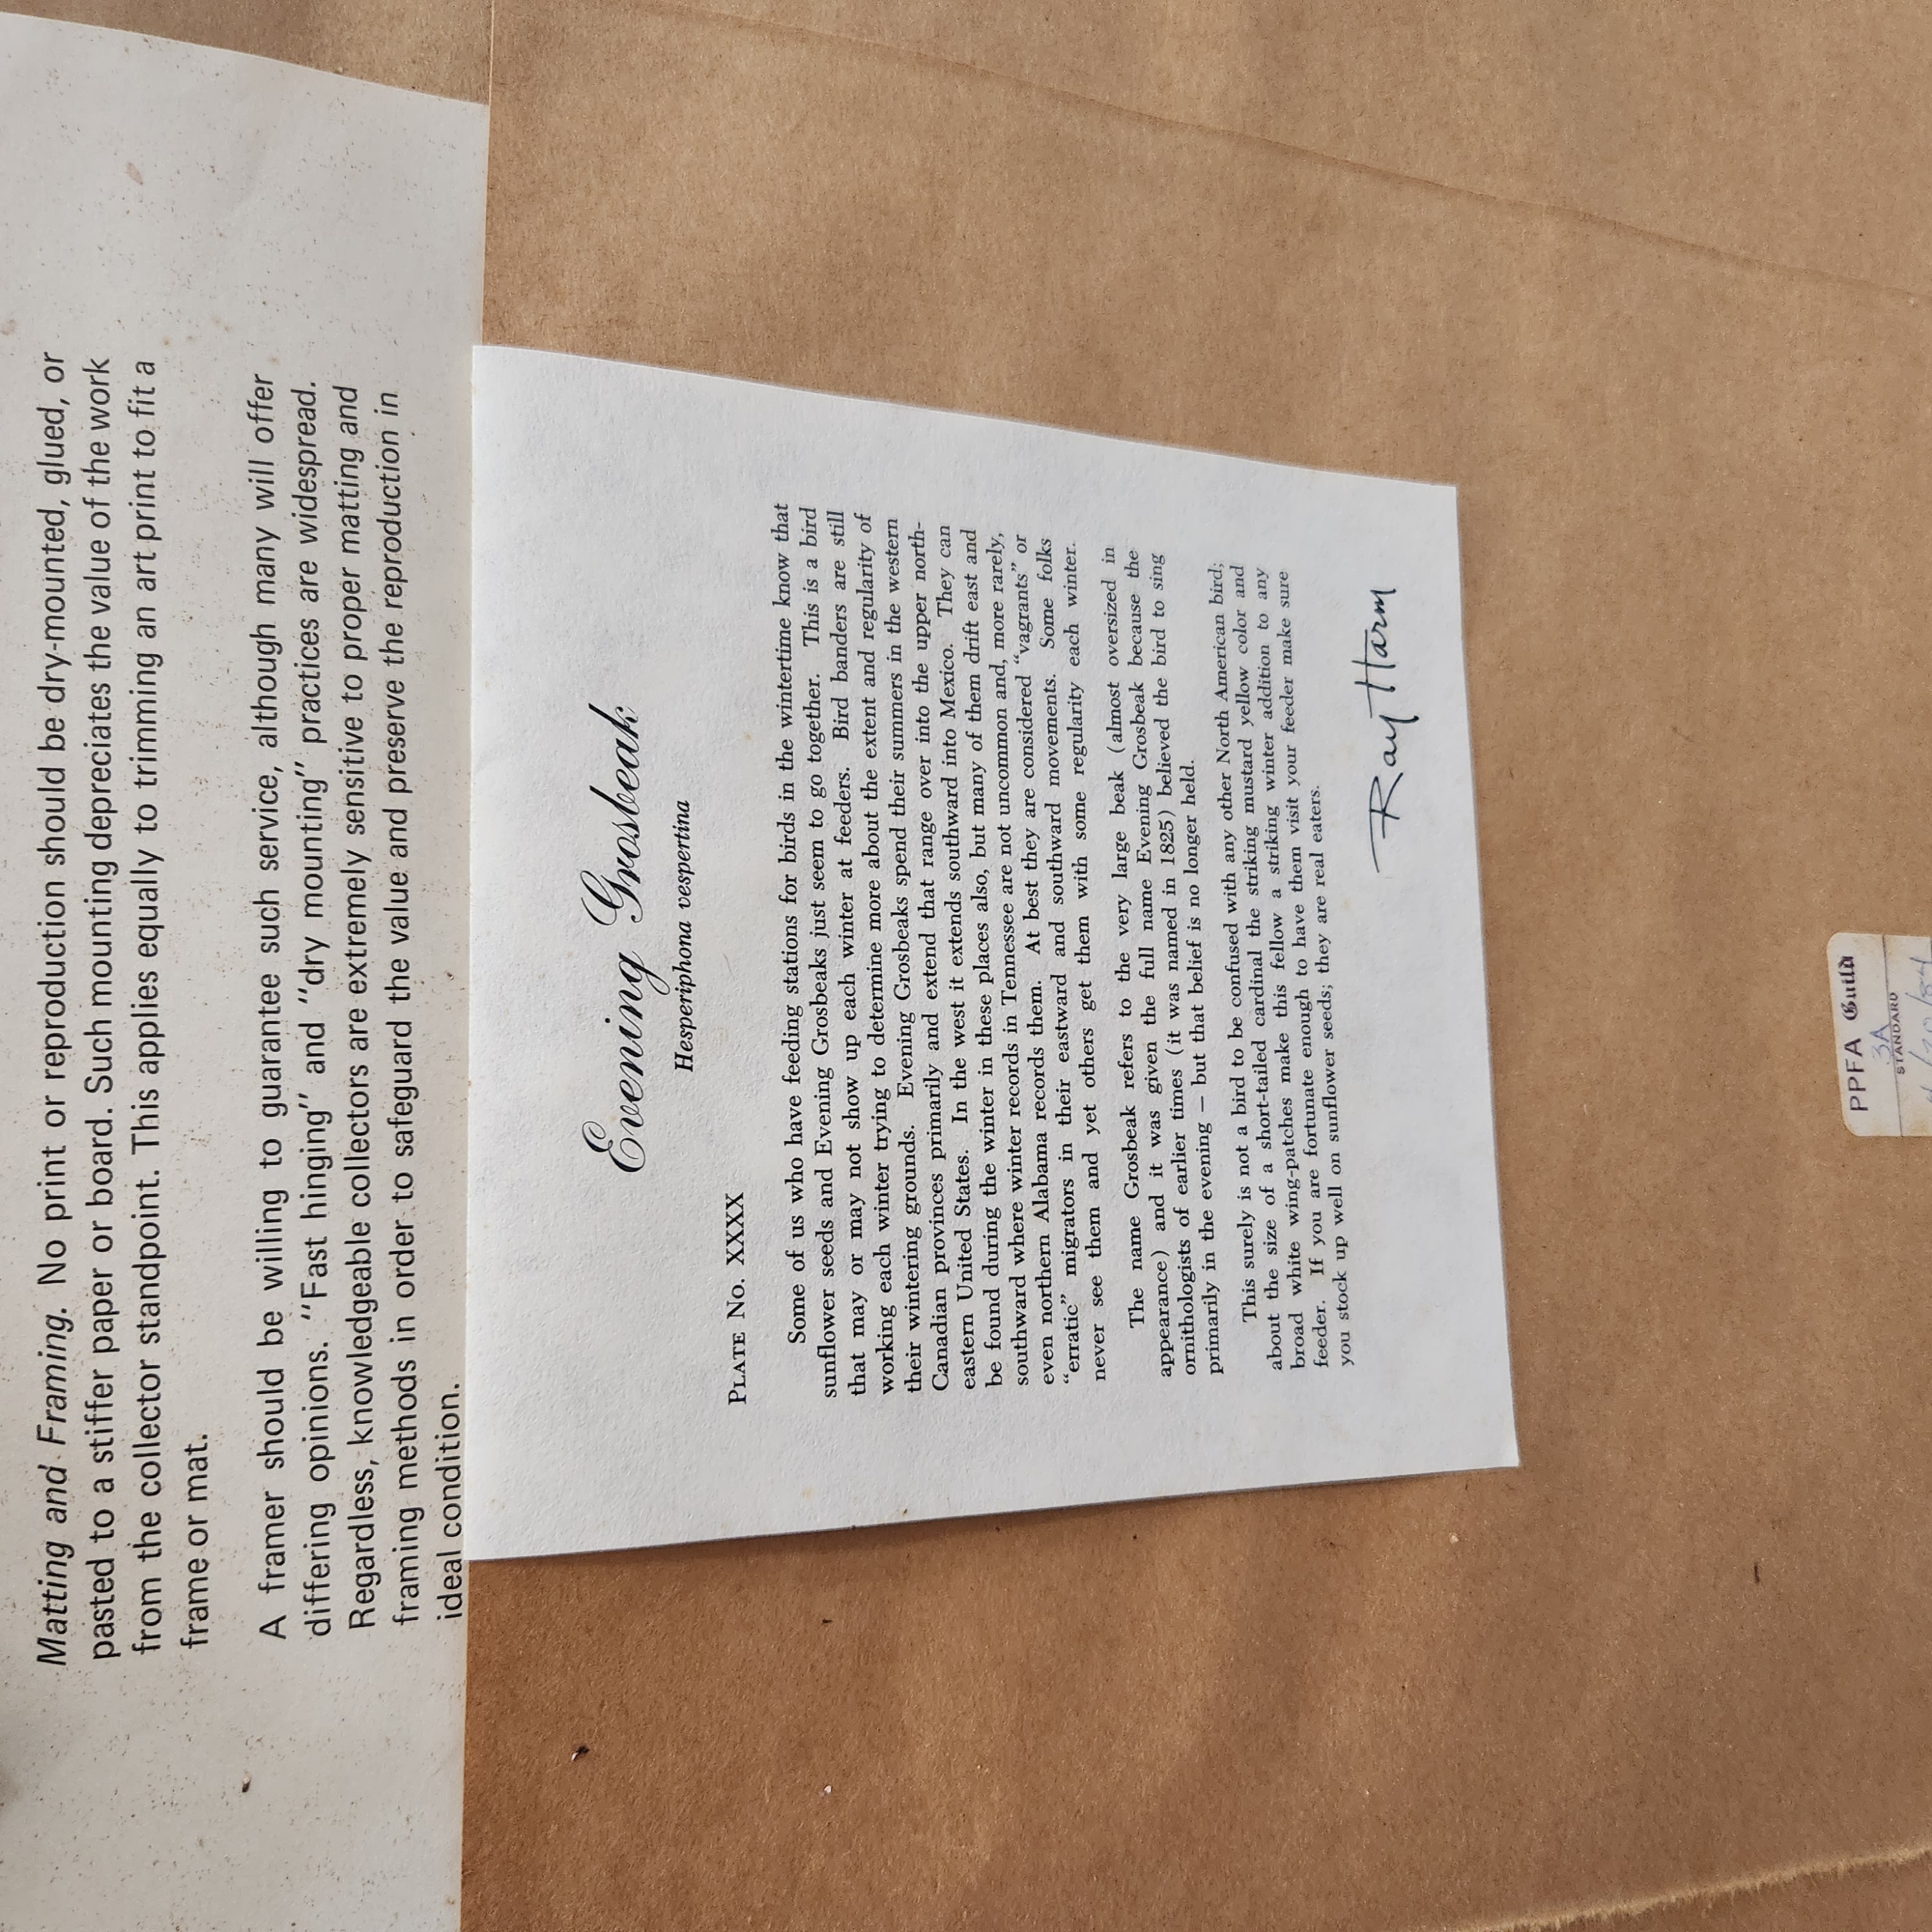 Matting and Framing. No print or reproduction should be dry-mounted, glued, or
pasted to a stiffer paper or board. Such mounting depreciates the value of the work
from the collector standpoint. This applies equally to trimming an art print to fit a
frame or mat.
A framer should be willing to guarantee such service, although many will offer
differing opinions. "Fast hinging" and "dry mounting" practices are widespread.
Regardless, knowledgeable collectors are extremely sensitive to proper matting and
framing methods in order to safeguard the value and preserve the reproduction in
ideal condition.
Evening Grosbeak
Hesperiphona vespertina
PLATE NO. XXXX
Some of us who have feeding stations for birds in the wintertime know that
sunflower seeds and Evening Grosbeaks just seem to go together. This is a bird
that may or may not show up each winter at feeders. Bird banders are still
working each winter trying to determine more about the extent and regularity of
their wintering grounds. Evening Grosbeaks spend their summers in the western
Canadian provinces primarily and extend that range over into the upper north-
eastern United States. In the west it extends southward into Mexico. They can
be found during the winter in these places also, but many of them drift east and
southward where winter records in Tennessee are not uncommon and, more rarely,
even northern Alabama records them. At best they are considered "vagrants" or
"erratic" migrators in their eastward and southward movements. Some folks
never see them and yet others get them with some regularity each winter.
The name Grosbeak refers to the very large beak (almost oversized in
appearance) and it was given the full name Evening Grosbeak because the
ornithologists of earlier times (it was named in 1825) believed the bird to sing
primarily in the evening — but that belief is no longer held.
This surely is not a bird to be confused with any other North American bird;
about the size of a short-tailed cardinal the striking mustard yellow color and
broad white wing-patches make this fellow a striking winter addition to any
feeder. If you are fortunate enough to have them visit your feeder make sure
you stock up well on sunflower seeds; they are real eaters.
Ray Harm
PPFA Guild
3A
STANDARD